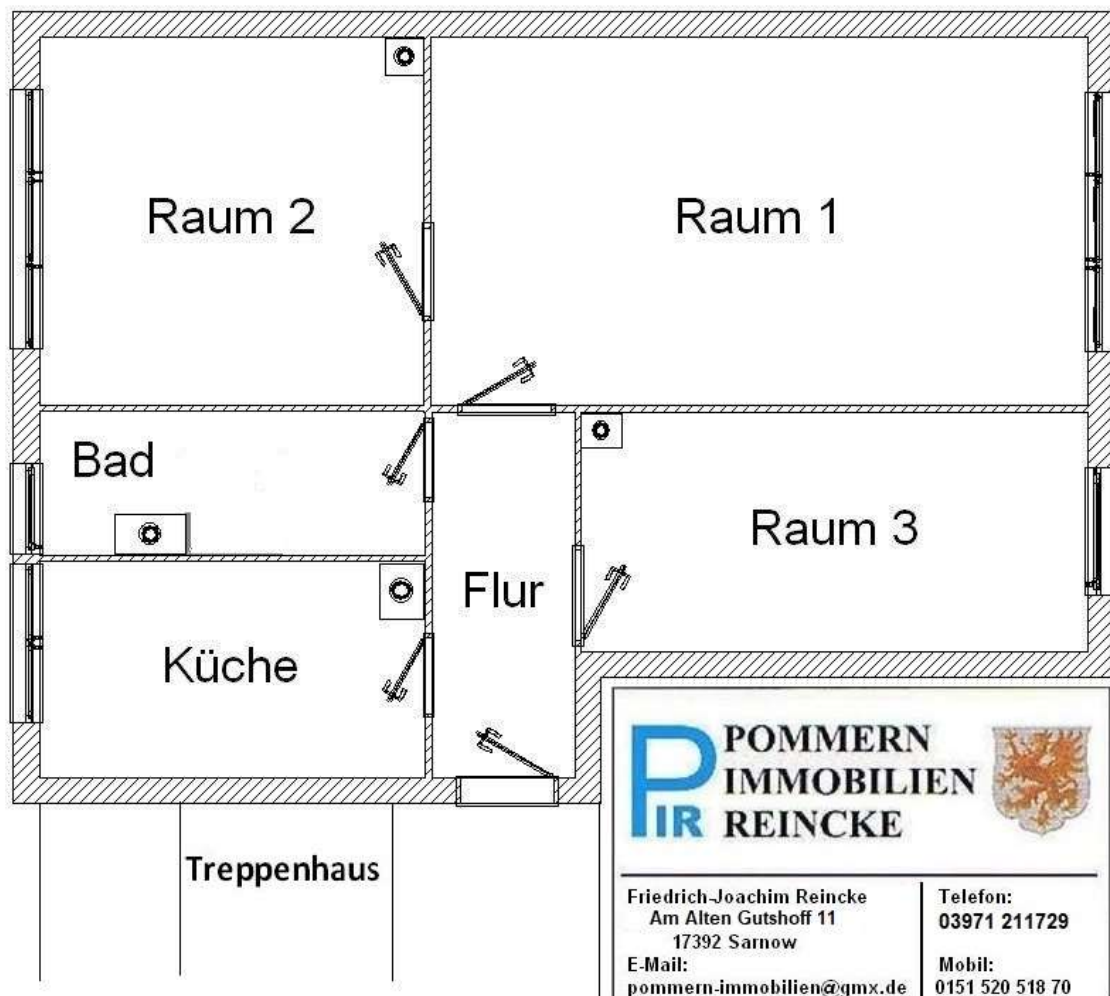 Raum 2
Raum 1
Bad
Raum 3
Flur
Küche
Treppenhaus
PIR
POMMERN
IMMOBILIEN
REINCKE
Friedrich-Joachim Reincke
Am Alten Gutshoff 11
17392 Sarnow
E-Mail:
pommern-immobilien@gmx.de
Telefon:
03971 211729
Mobil:
0151 520 518 70